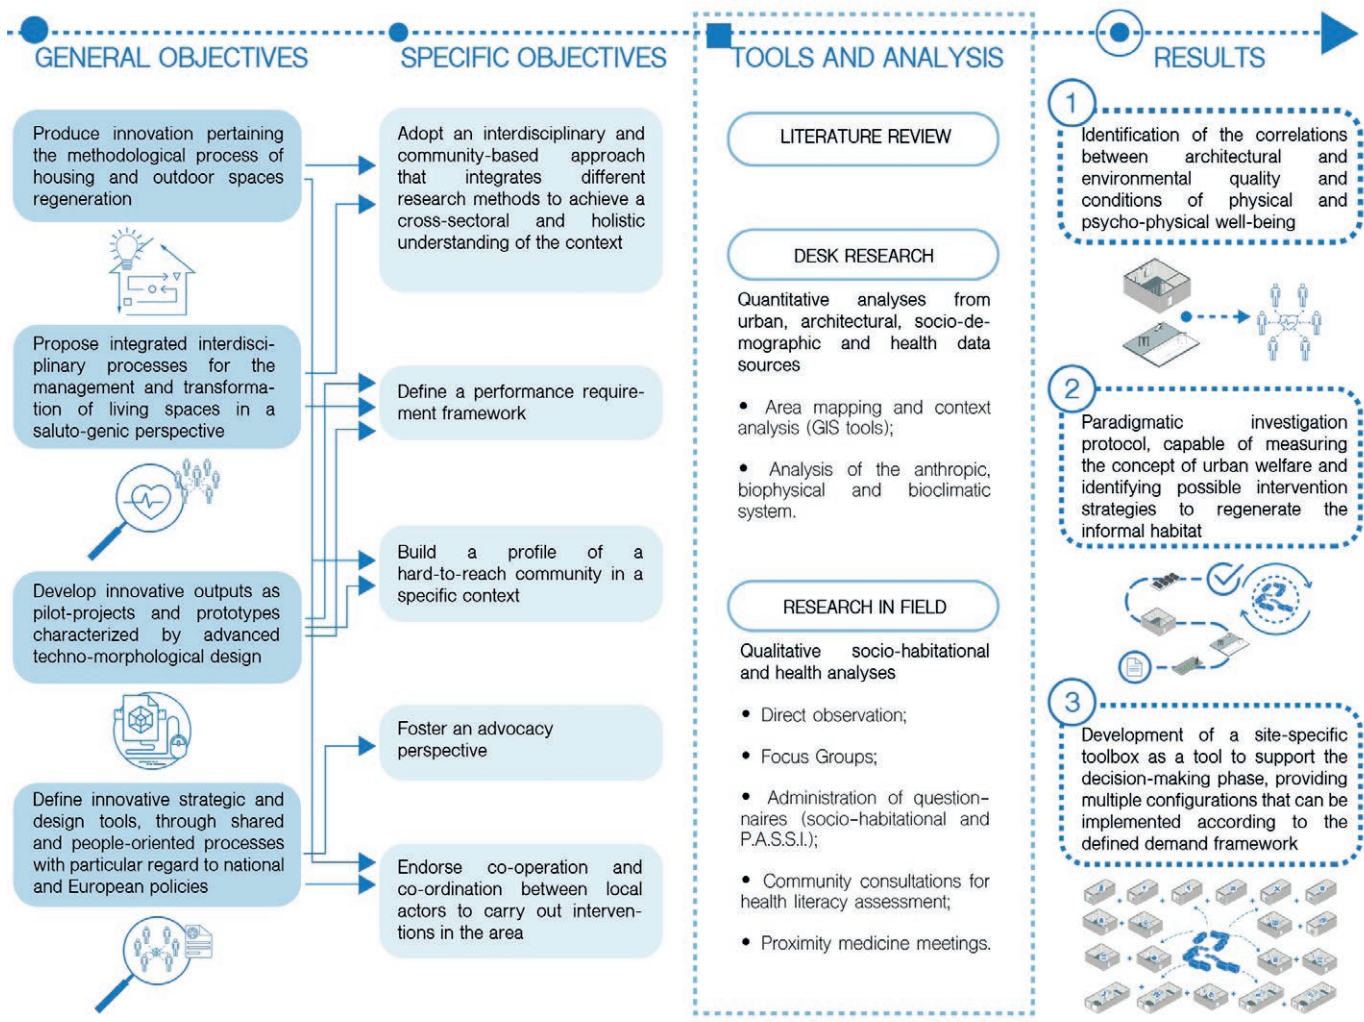 GENERAL OBJECTIVES
Produce innovation pertaining
the methodological process of
housing and outdoor spaces
regeneration
Propose integrated interdisci-
plinary processes for the
management and transforma-
tion of living spaces in a
saluto-genic perspective
Develop innovative outputs as
pilot-projects and prototypes
characterized by advanced
techno-morphological design
Define innovative strategic and
design tools, through shared
and people-oriented processes
with particular regard to national
and European policies
SPECIFIC OBJECTIVES
Adopt an interdisciplinary and
community-based approach
that integrates different
research methods to achieve a
cross-sectoral and holistic
understanding of the context
Define a performance require-
ment framework
Build a profile of a
hard-to-reach community in a
specific context
Foster an advocacy
perspective
Endorse co-operation and
co-ordination between local
actors to carry out interven-
tions in the area
TOOLS AND ANALYSIS
LITERATURE REVIEW
DESK RESEARCH
Quantitative analyses from
urban, architectural, socio-de-
mographic and health data
sources
• Area mapping and context
analysis (GIS tools);
• Analysis of the anthropic,
biophysical and bioclimatic
system.
RESEARCH IN FIELD
Qualitative socio-habitational
and health analyses
• Direct observation;
• Focus Groups;
• Administration of question-
naires (socio-habitational and
P.A.S.S.I.);
• Community consultations for
health literacy assessment;
• Proximity medicine meetings.
RESULTS
1
Identification of the correlations
between architectural and
environmental quality and
conditions of physical and
psycho-physical well-being
2
Paradigmatic investigation
protocol, capable of measuring
the concept of urban welfare and
identifying possible intervention
strategies to regenerate the
informal habitat
3
Development of a site-specific
toolbox as a tool to support the
decision-making phase, providing
multiple configurations that can be
implemented according to the
defined demand framework